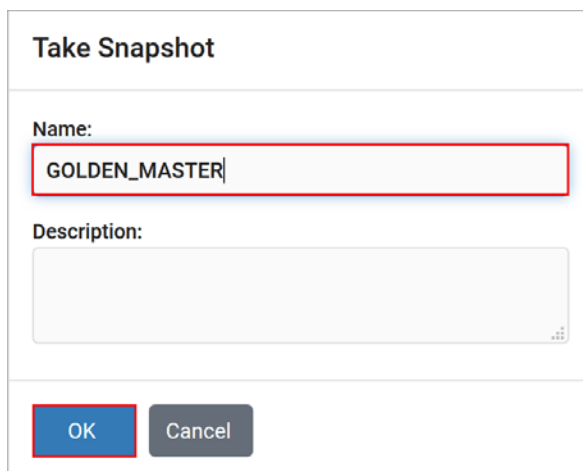 Take Snapshot
Name:
GOLDEN_MASTER
Description:
OK Cancel